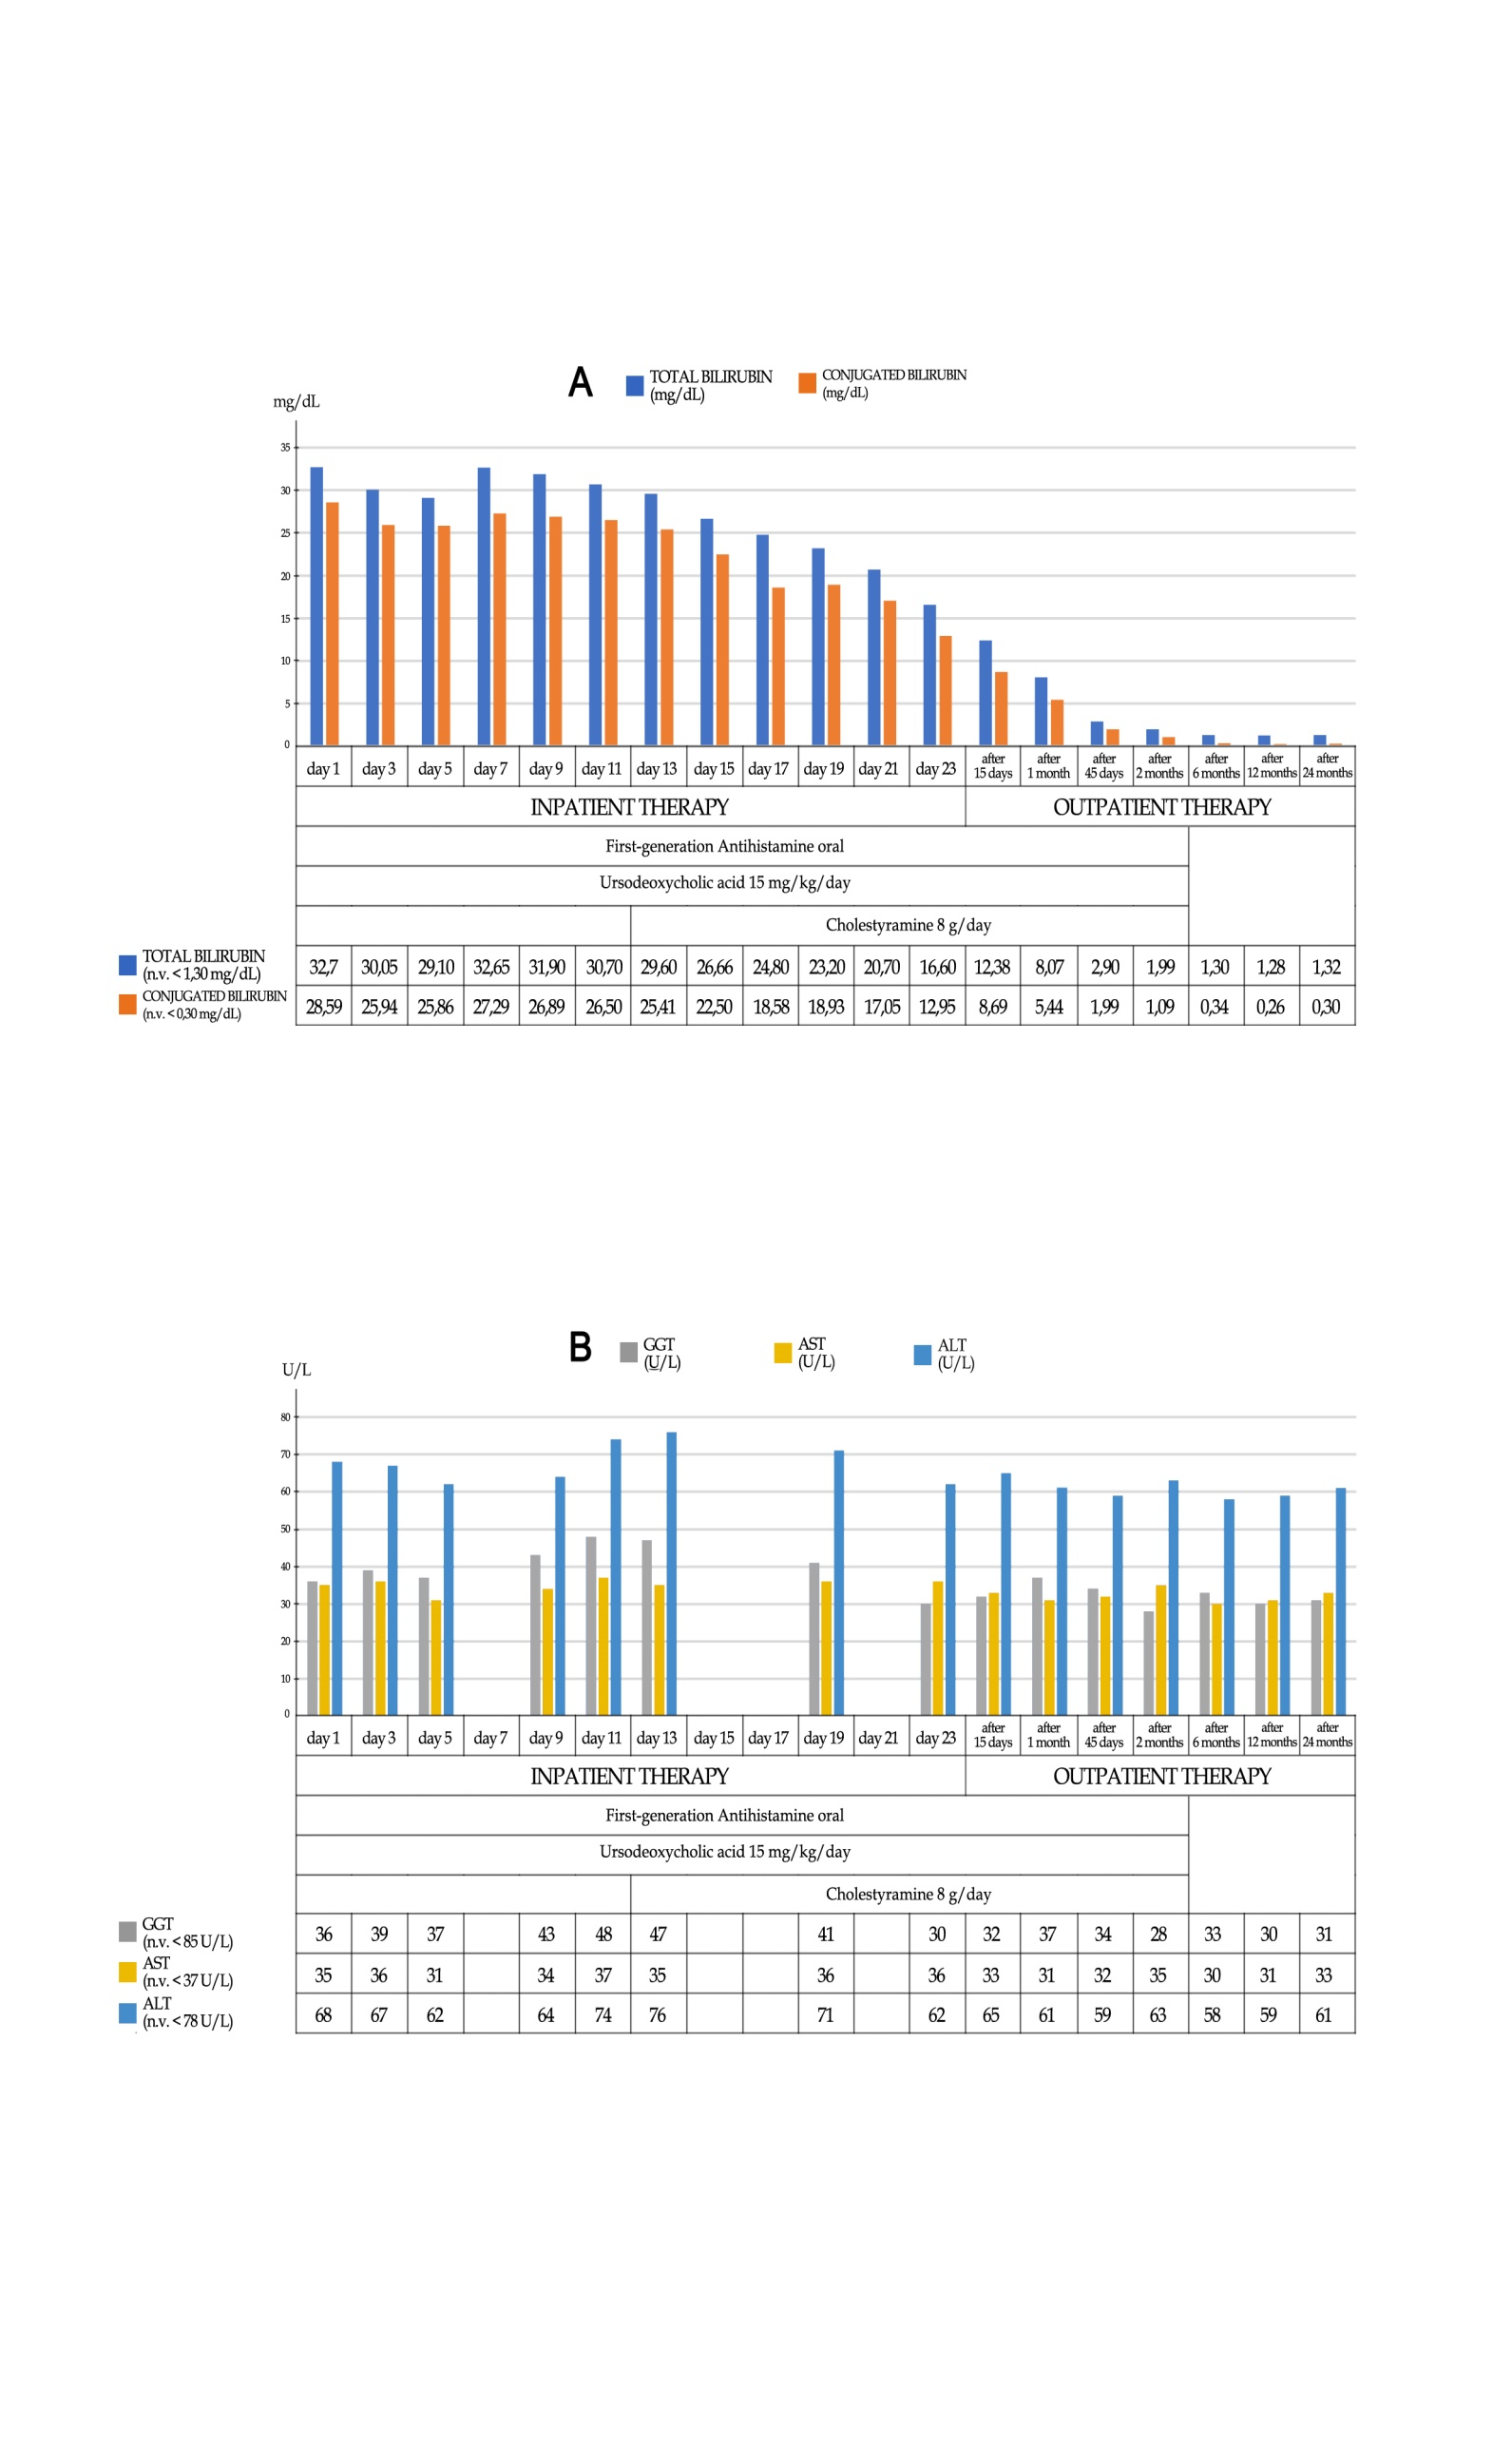 A
TOTAL BILIRUBIN
(mg/dL)
CONJUGATED BILIRUBIN
(mg/dL)
mg/dL
35
30
25
20
15
10
5
0
day 1 day 3 day 5 day 7 day 9 day 11 day 13 day 15 day 17 day 19 day 21 day 23 after 15 days after 1 month after 45 days after 2 months after 6 months after 12 months after 24 months
INPATIENT THERAPY OUTPATIENT THERAPY
First-generation Antihistamine oral
Ursodeoxycholic acid 15 mg/kg/day
Cholestyramine 8 g/day
TOTAL BILIRUBIN
(n.v. < 1,30 mg/dL)
32,7 30,05 29,10 32,65 31,90 30,70 29,60 26,66 24,80 23,20 20,70 16,60 12,38 8,07 2,90 1,99 1,30 1,28 1,32
CONJUGATED BILIRUBIN
(n.v. < 0,30 mg/dL)
28,59 25,94 25,86 27,29 26,89 26,50 25,41 22,50 18,58 18,93 17,05 12,95 8,69 5,44 1,99 1,09 0,34 0,26 0,30
B
GGT
(U/L)
AST
(U/L)
ALT
(U/L)
U/L
80
70
60
50
40
30
20
10
0
day 1 day 3 day 5 day 7 day 9 day 11 day 13 day 15 day 17 day 19 day 21 day 23 after 15 days after 1 month after 45 days after 2 months after 6 months after 12 months after 24 months
INPATIENT THERAPY OUTPATIENT THERAPY
First-generation Antihistamine oral
Ursodeoxycholic acid 15 mg/kg/day
Cholestyramine 8 g/day
GGT
(n.v. < 85 U/L)
36 39 37 43 48 47 41 30 32 37 34 28 33 30 31
AST
(n.v. < 37 U/L)
35 36 31 34 37 35 36 36 33 31 32 35 30 31 33
ALT
(n.v. < 78 U/L)
68 67 62 64 74 76 71 62 65 61 59 63 58 59 61